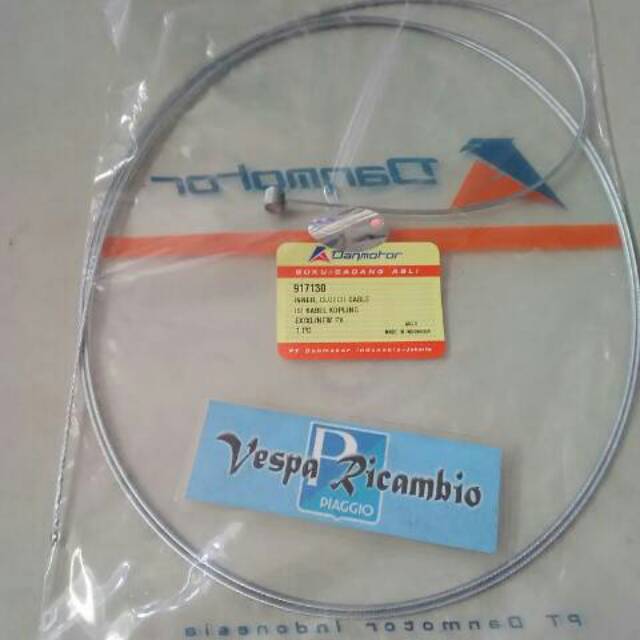 Danmotor
Danmotor
SUKU CADANG ASLI
917130
INNER, CLUTCH CABLE
ISI KABEL KOPLING
EXCEL/NEW PX
1 PC
MADE IN INDONESIA
PT Danmotor Indonesia-Jakarta
Vespa Ricambio
PIAGGIO
PT Danmotor Indonesia